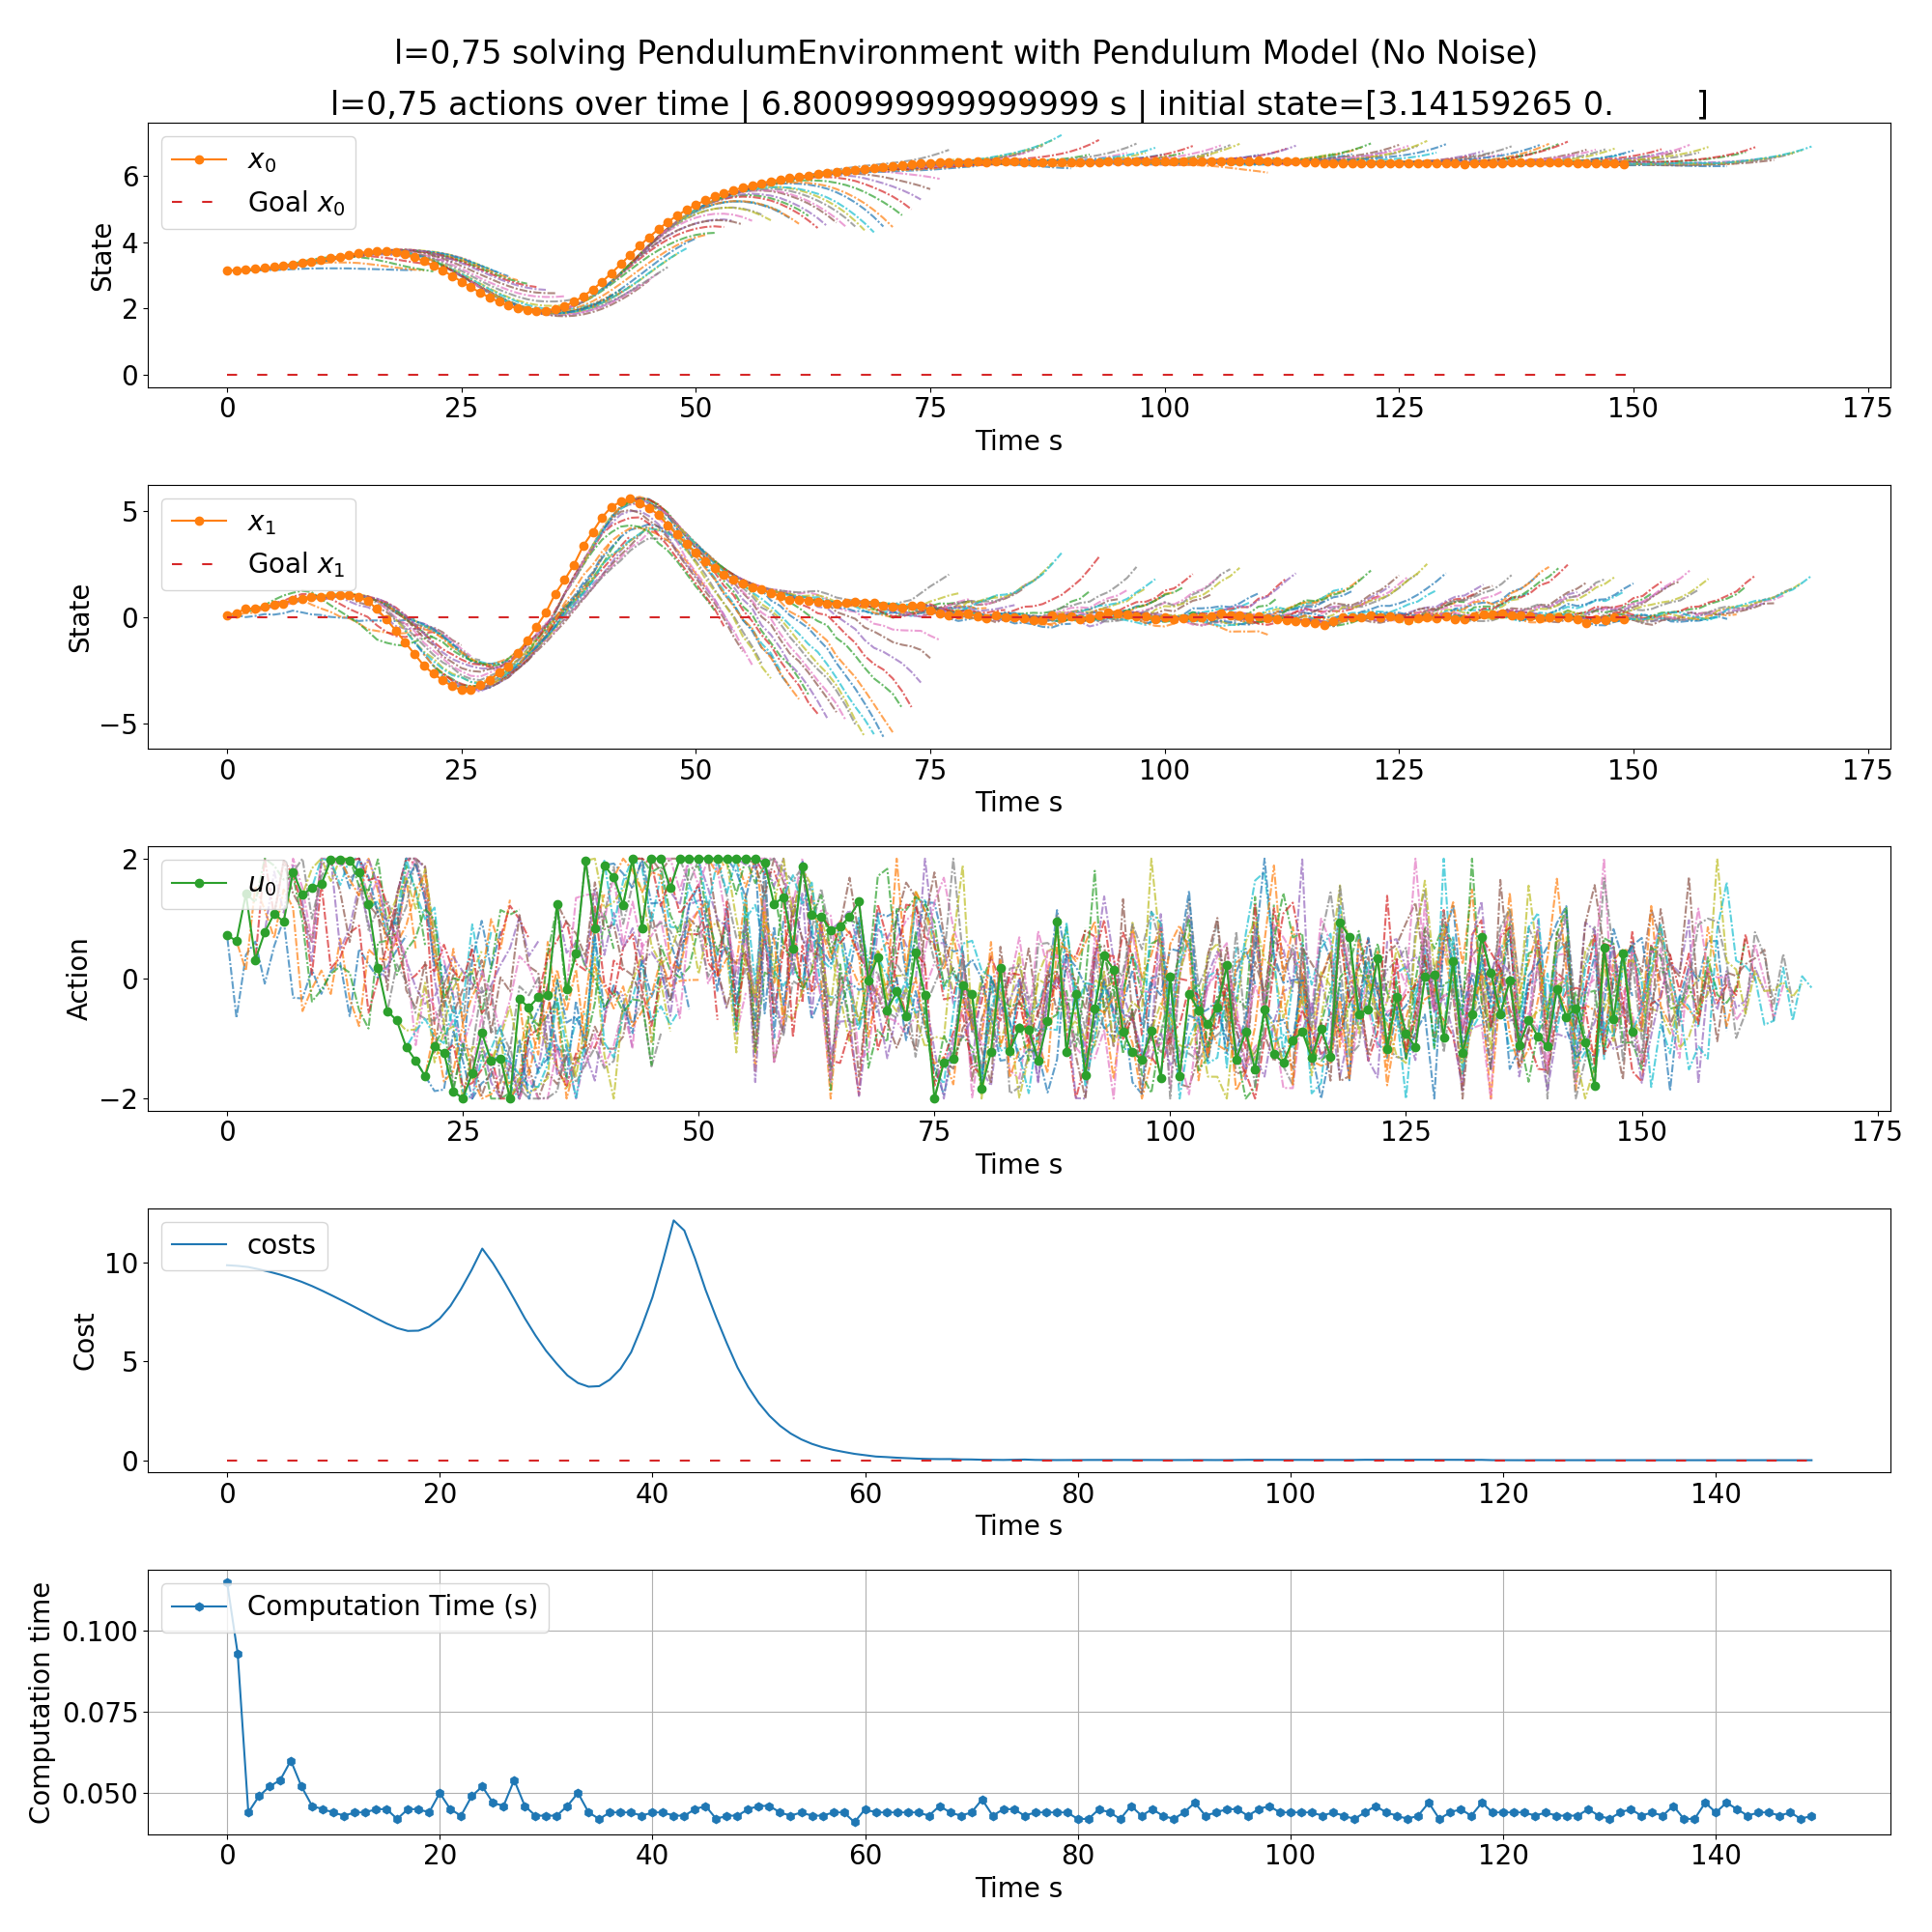 l=0,75 solving PendulumEnvironment with Pendulum Model (No Noise)
l=0,75 actions over time | 6.800999999999999 s | initial state=[3.14159265 0. ]
x0
Goal x0
State
6
4
2
0
0 25 50 75 100 125 150 175
Time s
x1
Goal x1
State
5
0
−5
0 25 50 75 100 125 150 175
Time s
u0
Action
2
0
−2
0 25 50 75 100 125 150 175
Time s
costs
Cost
10
5
0
0 20 40 60 80 100 120 140
Time s
Computation Time (s)
Computation time
0.100
0.075
0.050
0 20 40 60 80 100 120 140
Time s